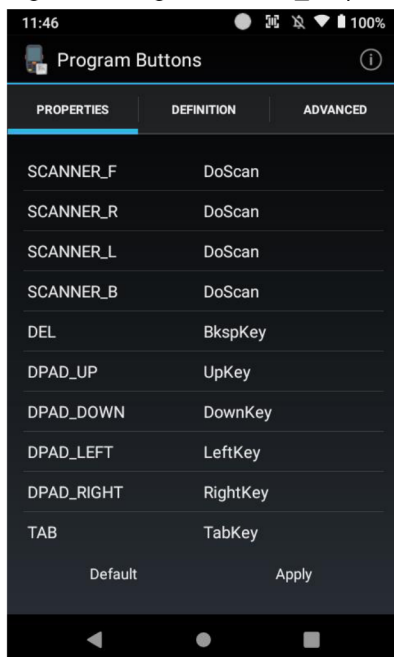 11:46 100%
Program Buttons
PROPERTIES DEFINITION ADVANCED
SCANNER_F DoScan
SCANNER_R DoScan
SCANNER_L DoScan
SCANNER_B DoScan
DEL BkspKey
DPAD_UP UpKey
DPAD_DOWN DownKey
DPAD_LEFT LeftKey
DPAD_RIGHT RightKey
TAB TabKey
Default Apply